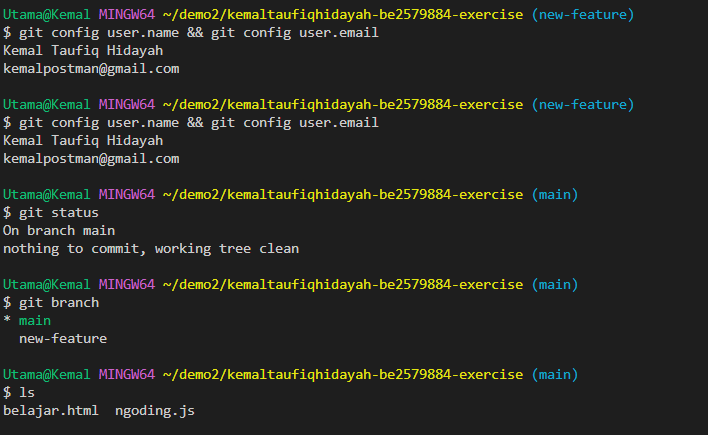 Utama@Kemal MINGW64 ~/demo2/kemaltaufiqhidayah-be2579884-exercise (new-feature)
$ git config user.name && git config user.email
Kemal Taufiq Hidayah
kemalpostman@gmail.com
Utama@Kemal MINGW64 ~/demo2/kemaltaufiqhidayah-be2579884-exercise (new-feature)
$ git config user.name && git config user.email
Kemal Taufiq Hidayah
kemalpostman@gmail.com
Utama@Kemal MINGW64 ~/demo2/kemaltaufiqhidayah-be2579884-exercise (main)
$ git status
On branch main
nothing to commit, working tree clean
Utama@Kemal MINGW64 ~/demo2/kemaltaufiqhidayah-be2579884-exercise (main)
$ git branch
* main
  new-feature
Utama@Kemal MINGW64 ~/demo2/kemaltaufiqhidayah-be2579884-exercise (main)
$ ls
belajar.html  ngoding.js